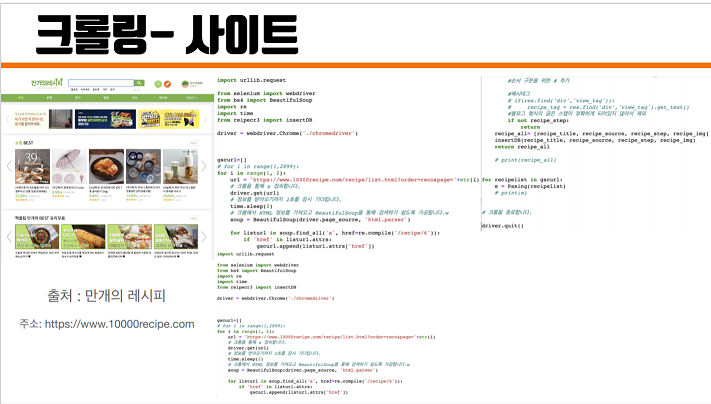 크롤링- 사이트
만개의레시피
쇼핑 BEST
39
출처 : 만개의 레시피
주소: https://www.10000recipe.com
import urllib.request
from selenium import webdriver
from bs4 import BeautifulSoup
import re
import time
from reiperc3 import insertDB
driver = webdriver.Chrome('./chromedriver')
gscurl=[]
# for i in range(1,2899):
for i in range(1, 2):
url = 'https://www.10000recipe.com/recipe/list.html?order=reco&page='+str(i)
# 크롬을 통해 a 접속합니다.
driver.get(url)
# 정보를 받아오기까지 2초를 잠시 기다립니다.
time.sleep(2)
# 크롬에서 HTML 정보를 가져오고 BeautifulSoup을 통해 검색하기 쉽도록 가공합니다.w
soup = BeautifulSoup(driver.page_source, 'html.parser')
for listurl in soup.find_all('a', href=re.compile('/recipe/6')):
if 'href' in listurl.attrs:
gscurl.append(listurl.attrs['href'])
import urllib.request
from selenium import webdriver
from bs4 import BeautifulSoup
import re
import time
from reiperc3 import insertDB
driver = webdriver.Chrome('./chromedriver')
gscurl=[]
# for i in range(1,2899):
for i in range(1, 2):
url = 'https://www.10000recipe.com/recipe/list.html?order=reco&page='+str(i)
# 크롬을 통해 a 접속합니다.
driver.get(url)
# 정보를 받아오기까지 2초를 잠시 기다립니다.
time.sleep(2)
# 크롬에서 HTML 정보를 가져오고 BeautifulSoup을 통해 검색하기 쉽도록 가공합니다.w
soup = BeautifulSoup(driver.page_source, 'html.parser')
for listurl in soup.find_all('a', href=re.compile('/recipe/6')):
if 'href' in listurl.attrs:
gscurl.append(listurl.attrs['href'])
#순서 구분을 위한 # 추가
#해시태그
# if(res.find('div','view_tag')):
# recipe_tag = res.find('div','view_tag').get_text()
#블로그 형식의 글은 스텝이 정확하게 되어있지 않아서 제외
if not recipe_step:
return
recipe_all= [recipe_title, recipe_source, recipe_step, recipe_img]
insertDB(recipe_title, recipe_source, recipe_step, recipe_img)
return recipe_all
# print(recipe_all)
for recipelist in gscurl:
e = Pasing(recipelist)
# print(e)
# 크롬을 종료합니다.
driver.quit()